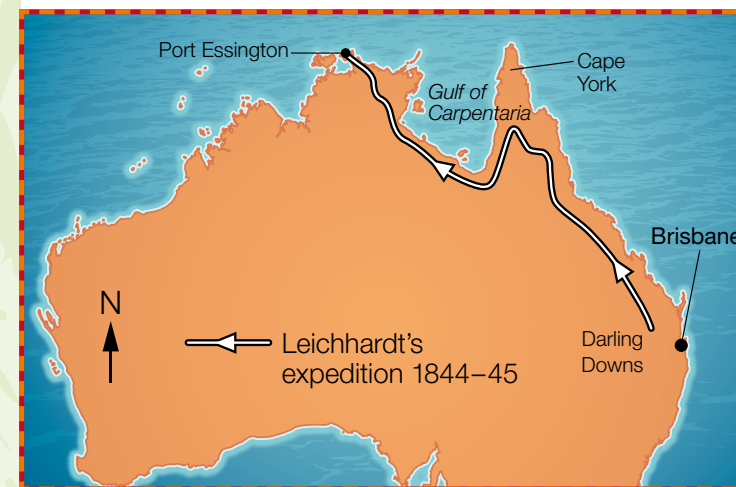 Port Essington
Cape
York
Gulf of
Carpentaria
Brisbane
N
Leichhardt's
expedition 1844–45
Darling
Downs